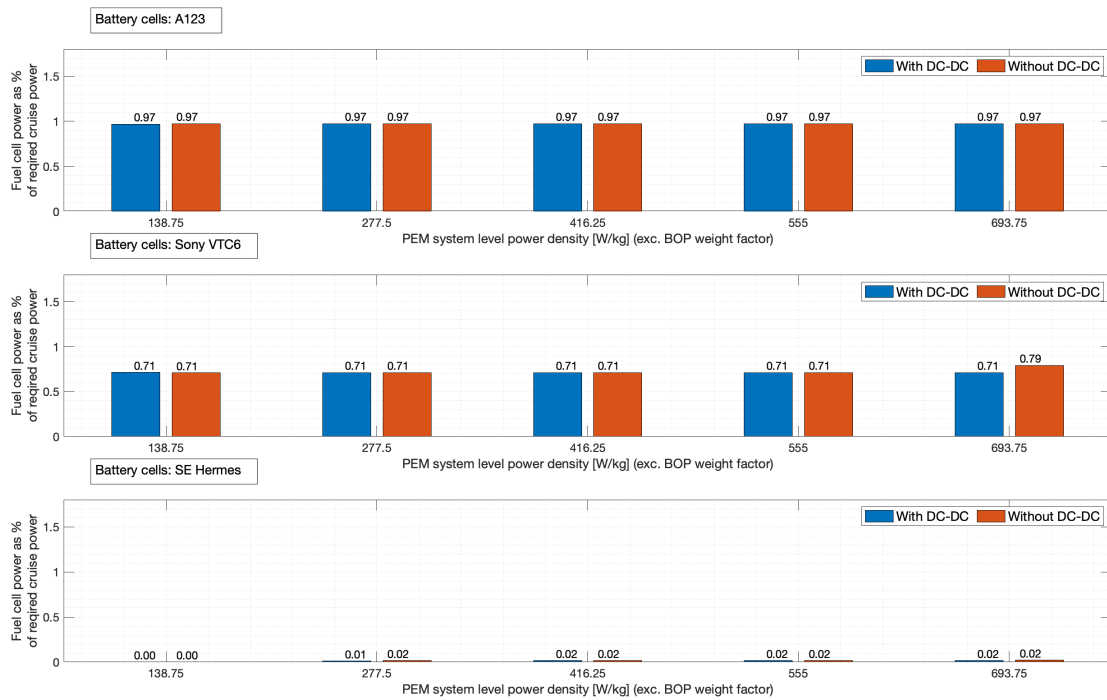 Battery cells: A123
Fuel cell power as %
of reqired cruise power
1.5
1
0.5
0
With DC-DC Without DC-DC
0.97 0.97 0.97 0.97 0.97 0.97 0.97 0.97 0.97 0.97
138.75 277.5 416.25 555 693.75
PEM system level power density [W/kg] (exc. BOP weight factor)
Battery cells: Sony VTC6
Fuel cell power as %
of reqired cruise power
1.5
1
0.5
0
With DC-DC Without DC-DC
0.71 0.71 0.71 0.71 0.71 0.71 0.71 0.71 0.71 0.79
138.75 277.5 416.25 555 693.75
PEM system level power density [W/kg] (exc. BOP weight factor)
Battery cells: SE Hermes
Fuel cell power as %
of reqired cruise power
1.5
1
0.5
0
With DC-DC Without DC-DC
0.00 0.00 0.01 0.02 0.02 0.02 0.02 0.02 0.02 0.02
138.75 277.5 416.25 555 693.75
PEM system level power density [W/kg] (exc. BOP weight factor)